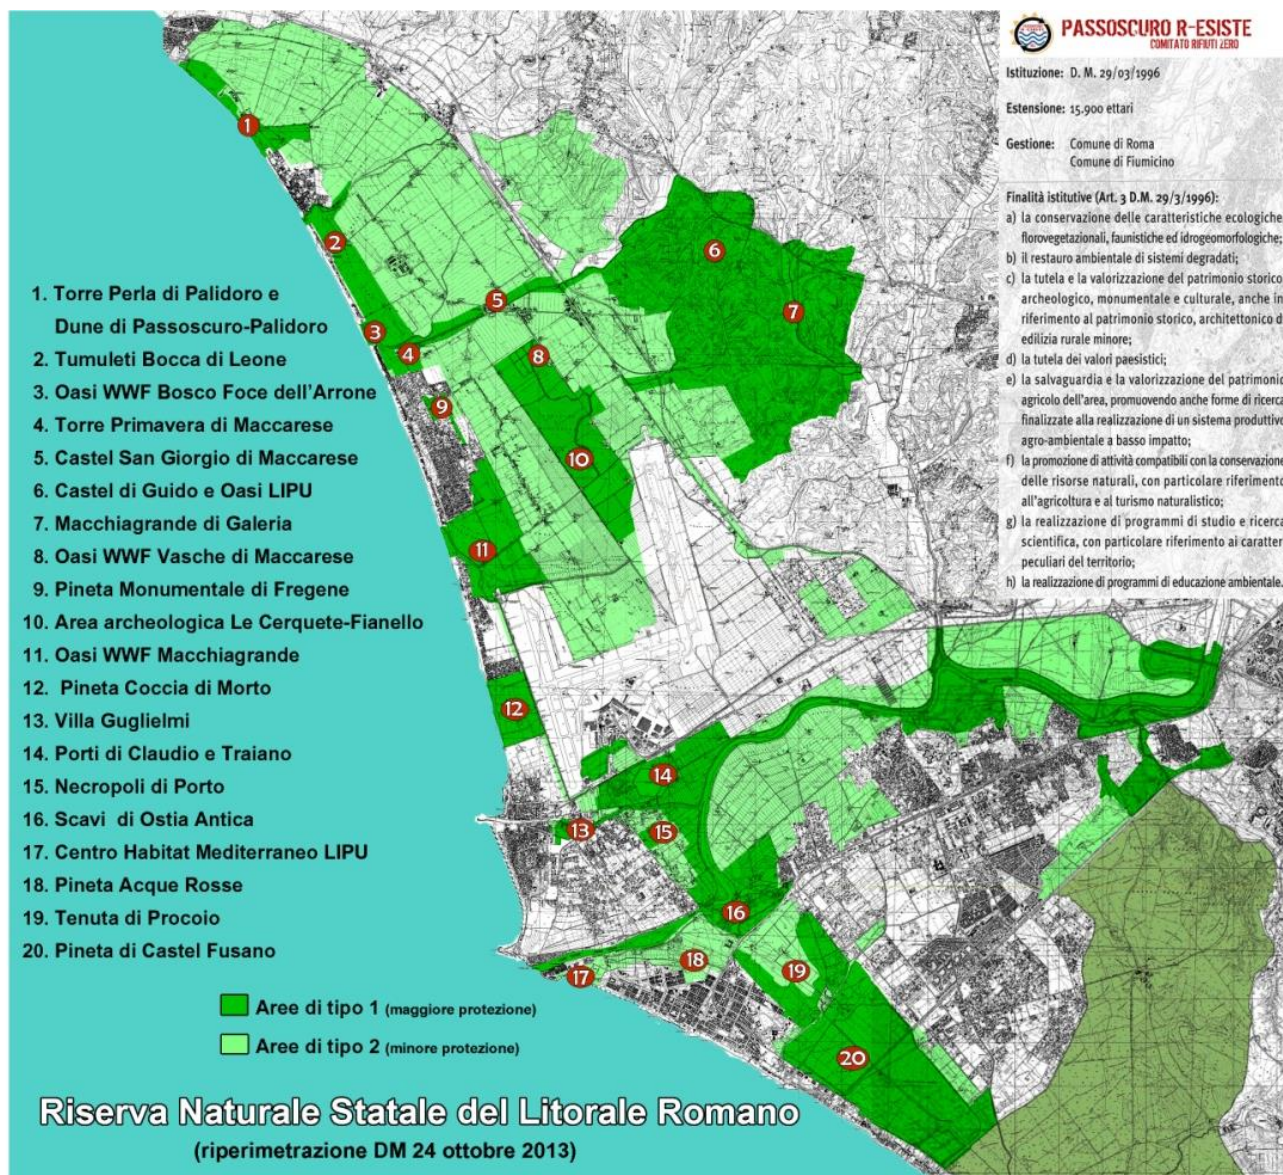 PASSOSCURO R-ESISTE
COMITATO RIFIUTI ZERO
Istituzione: D. M. 29/03/1996
Estensione: 15.900 ettari
Gestione: Comune di Roma
Comune di Fiumicino
Finalità istitutive (Art. 3 D.M. 29/3/1996):
a) la conservazione delle caratteristiche ecologiche,
florovegetazionali, faunistiche ed idrogeomorfologiche;
b) il restauro ambientale di sistemi degradati;
c) la tutela e la valorizzazione del patrimonio storico
archeologico, monumentale e culturale, anche in
riferimento al patrimonio storico, architettonico d
edilizia rurale minore;
d) la tutela dei valori paesistici;
e) la salvaguardia e la valorizzazione del patrimonio
agricolo dell'area, promuovendo anche forme di ricerca
finalizzate alla realizzazione di un sistema produttivo
agro-ambientale a basso impatto;
f) la promozione di attività compatibili con la conservazione
delle risorse naturali, con particolare riferimento
all'agricoltura e al turismo naturalistico;
g) la realizzazione di programmi di studio e ricerca
scientifica, con particolare riferimento ai caratter
peculiari del territorio;
h) la realizzazione di programmi di educazione ambientale.
1. Torre Perla di Palidoro e
Dune di Passoscuro-Palidoro
2. Tumuleti Bocca di Leone
3. Oasi WWF Bosco Foce dell'Arrone
4. Torre Primavera di Maccarese
5. Castel San Giorgio di Maccarese
6. Castel di Guido e Oasi LIPU
7. Macchiagrande di Galeria
8. Oasi WWF Vasche di Maccarese
9. Pineta Monumentale di Fregene
10. Area archeologica Le Cerquete-Fianello
11. Oasi WWF Macchiagrande
12. Pineta Coccia di Morto
13. Villa Guglielmi
14. Porti di Claudio e Traiano
15. Necropoli di Porto
16. Scavi di Ostia Antica
17. Centro Habitat Mediterraneo LIPU
18. Pineta Acque Rosse
19. Tenuta di Procoio
20. Pineta di Castel Fusano
1
2
3
4
5
6
7
8
9
10
11
12
13
14
15
16
17
18
19
20
Aree di tipo 1 (maggiore protezione)
Aree di tipo 2 (minore protezione)
Riserva Naturale Statale del Litorale Romano
(riperimetrazione DM 24 ottobre 2013)